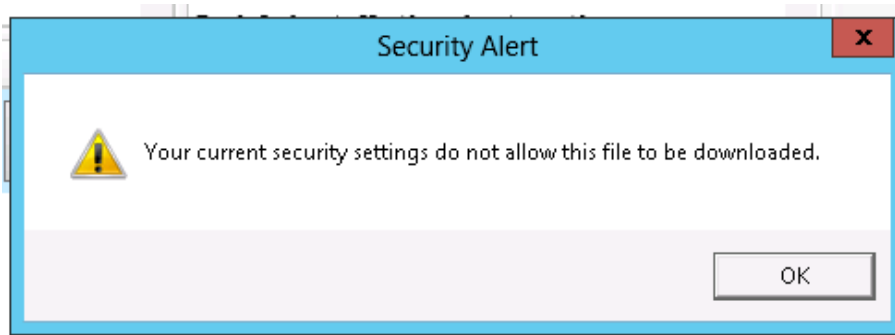 Security Alert
x
Your current security settings do not allow this file to be downloaded.
OK